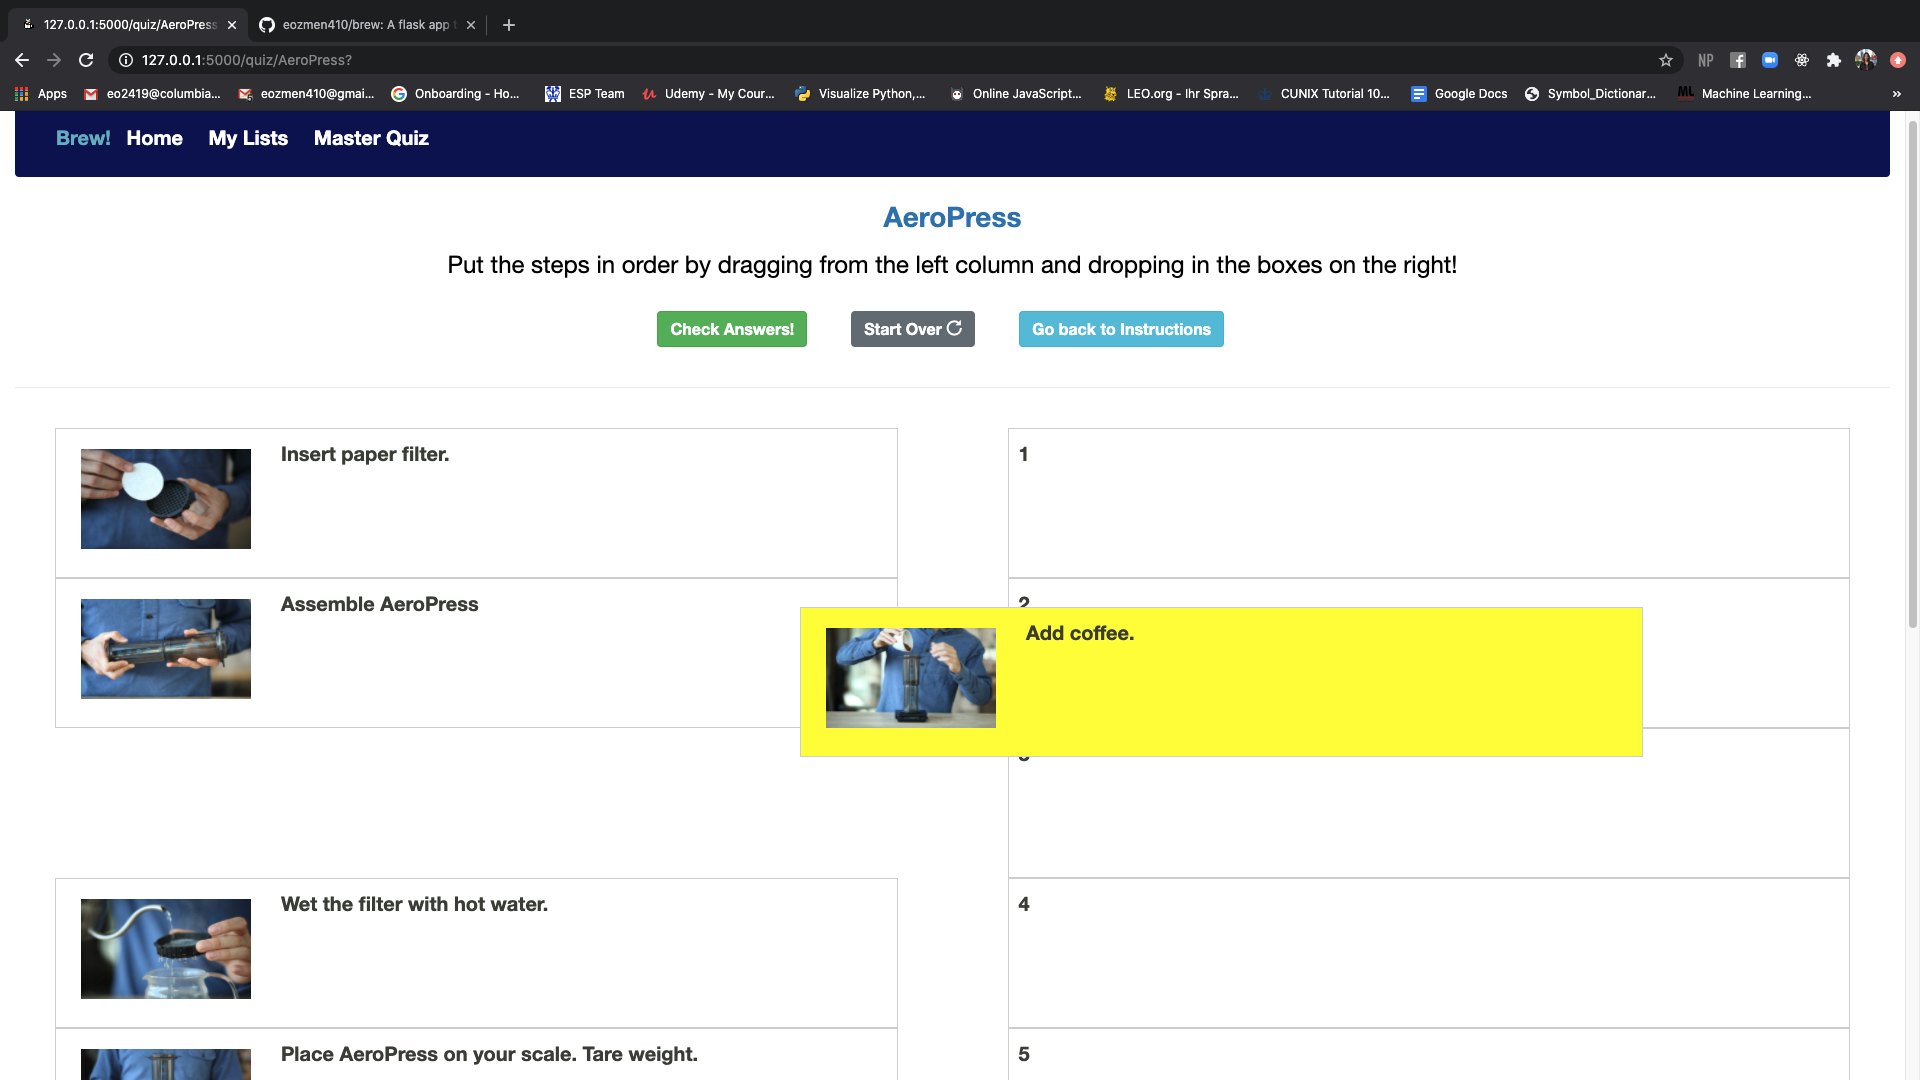 127.0.0.1:5000/quiz/AeroPress
eozmen410/brew: A flask app
127.0.0.1:5000/quiz/AeroPress?
NP
Apps
eo2419@columbia...
eozmen410@gmai...
Onboarding - Ho...
ESP Team
Udemy - My Cour...
Visualize Python,...
Online JavaScript...
LEO.org - Ihr Spra...
CUNIX Tutorial 10...
Google Docs
Symbol_Dictionar...
ML
Machine Learning...
»
Brew! Home My Lists Master Quiz
AeroPress
Put the steps in order by dragging from the left column and dropping in the boxes on the right!
Check Answers!
Start Over
Go back to Instructions
Insert paper filter.
1
Assemble AeroPress
2
Add coffee.
Wet the filter with hot water.
4
Place AeroPress on your scale. Tare weight.
5